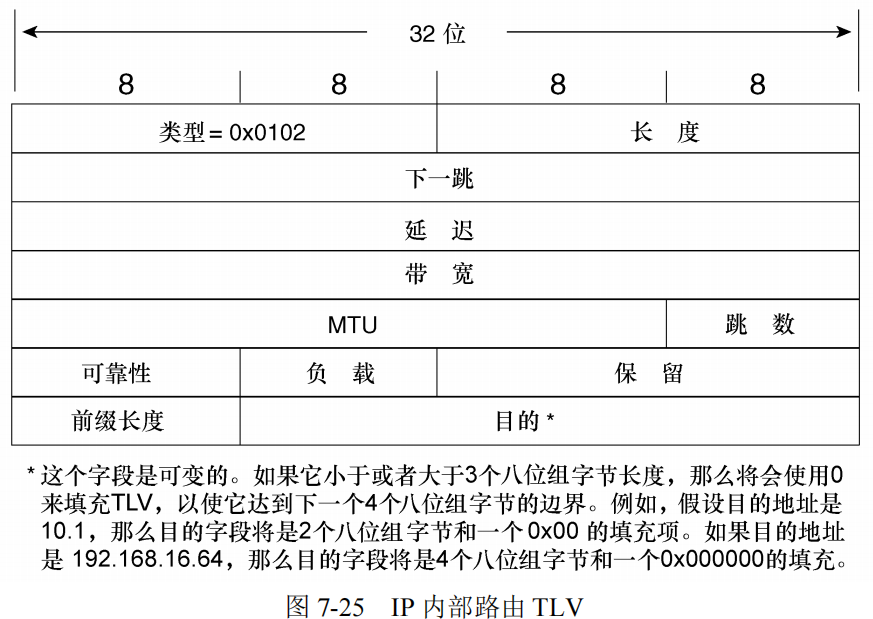 32 位
8 8 8 8
类型 = 0x0102 长 度
下一跳
延 迟
带 宽
MTU 跳 数
可靠性 负 载 保 留
前缀长度 目的 *
* 这个字段是可变的。如果它小于或者大于3个八位组字节长度，那么将会使用0
来填充TLV，以使它达到下一个4个八位组字节的边界。例如，假设目的地址是
10.1，那么目的字段将是2个八位组字节和一个0x00 的填充项。如果目的地址
是 192.168.16.64，那么目的字段将是4个八位组字节和一个0x000000的填充。
图 7-25 IP 内部路由 TLV